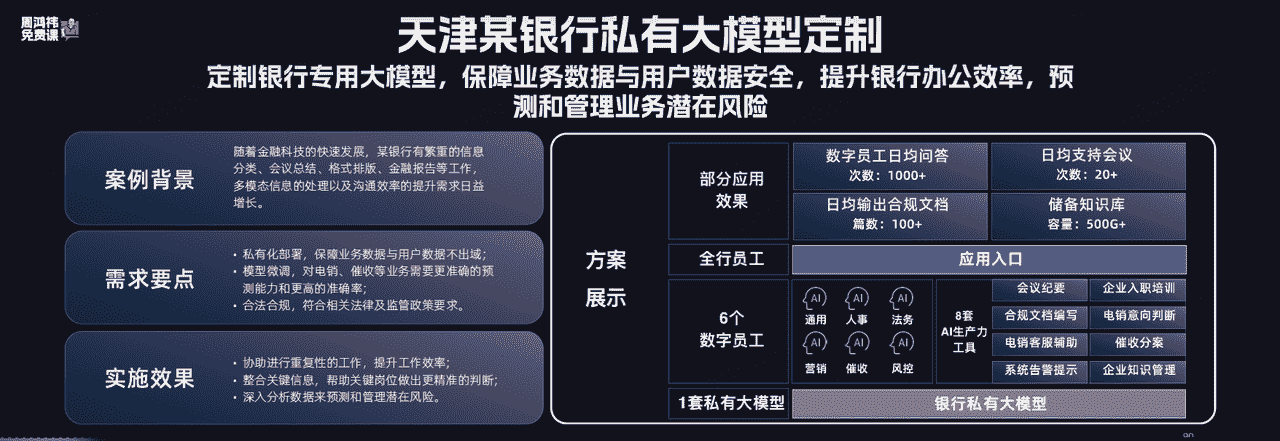 周鸿祎
免费课
天津某银行私有大模型定制
定制银行专用大模型，保障业务数据与用户数据安全，提升银行办公效率，预
测和管理业务潜在风险
案例背景
随着金融科技的快速发展，某银行有繁重的信息
分类、会议总结、格式排版、金融报告等工作，
多模态信息的处理以及沟通效率的提升需求日益
增长。
需求要点
• 私有化部署，保障业务数据与用户数据不出域；
• 模型微调，对电销、催收等业务需要更准确的预
测能力和更高的准确率；
• 合法合规，符合相关法律及监管政策要求。
实施效果
• 协助进行重复性的工作，提升工作效率；
• 整合关键信息，帮助关键岗位做出更精准的判断；
• 深入分析数据来预测和管理潜在风险。
方案
展示
部分应用
效果
数字员工日均问答
次数：1000+
日均支持会议
次数：20+
日均输出合规文档
篇数：100+
储备知识库
容量：500G+
全行员工
应用入口
6个
数字员工
AI AI AI
通用 人事 法务
AI AI AI
营销 催收 风控
8套
AI生产力
工具
会议纪要 企业入职培训
合规文档编写 电销意向判断
电销客服辅助 催收分案
系统告警提示 企业知识管理
1套私有大模型
银行私有大模型